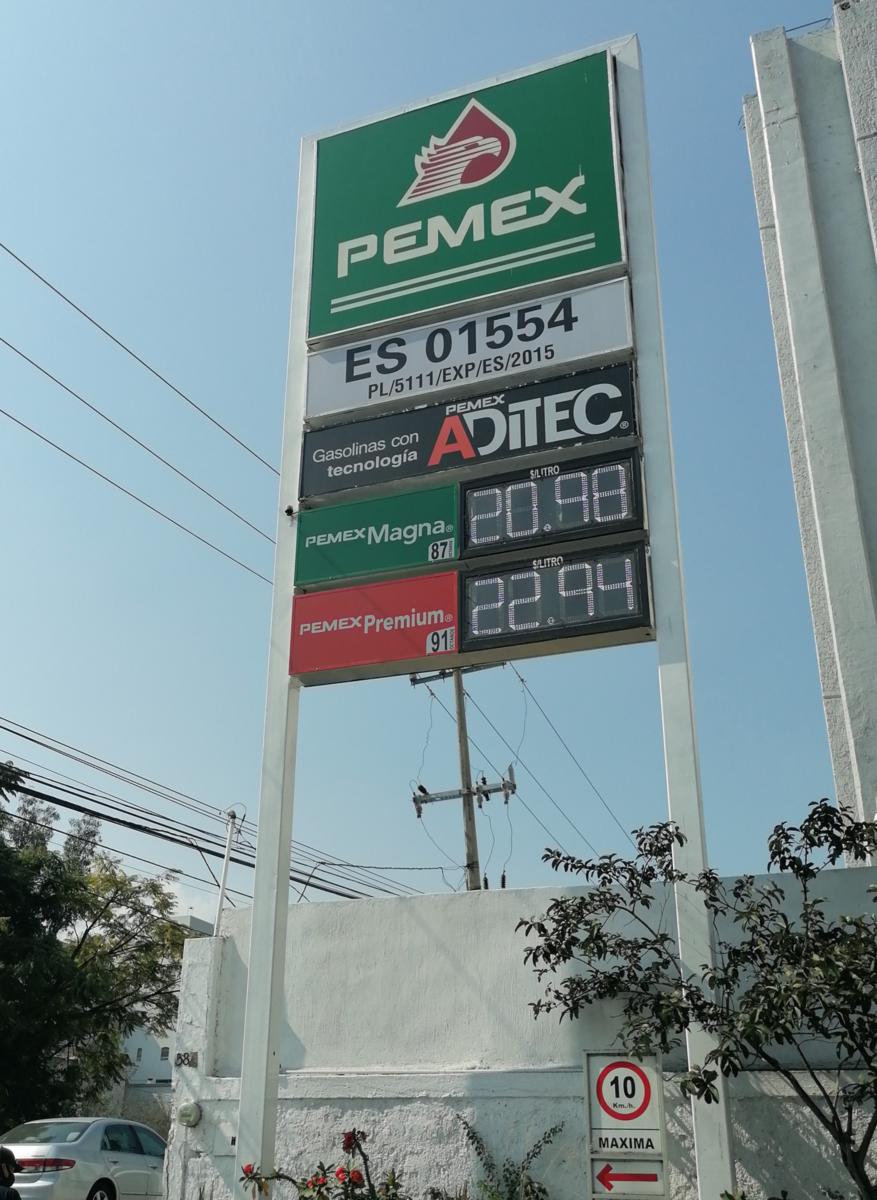 PEMEX
ES 01554
PL/5111/EXP/ES/2015
Gasolinas con
tecnología
PEMEX
ADITEC®
PEMEX Magna®
87
$/LITRO
20.98
PEMEX Premium®
91
OCTANOS
$/LITRO
22.94
10
Km./h.
MAXIMA